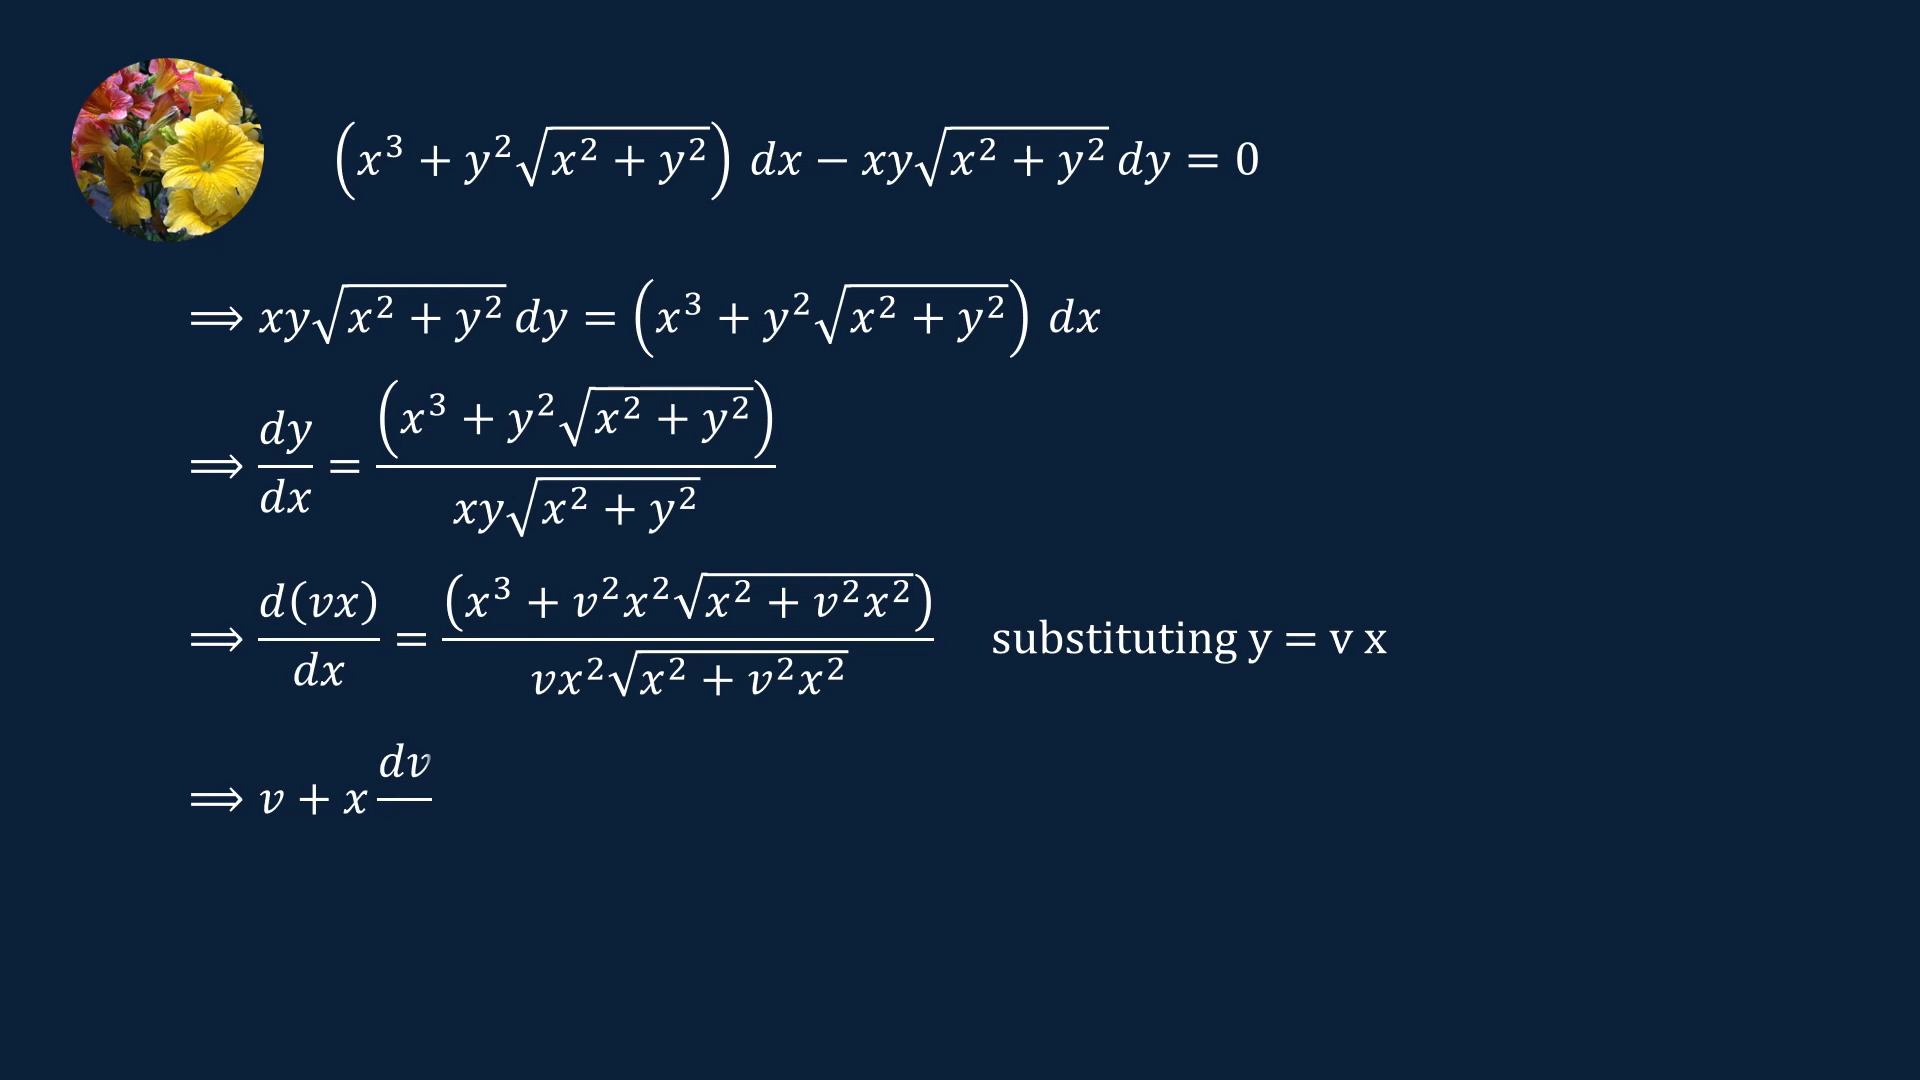 (x³ + y²√(x² + y²)) dx − xy√(x² + y²) dy = 0
⟹ xy√(x² + y²) dy = (x³ + y²√(x² + y²)) dx
⟹ dy/dx = (x³ + y²√(x² + y²)) / xy√(x² + y²)
⟹ d(vx)/dx = (x³ + v²x²√(x² + v²x²)) / vx²√(x² + v²x²) substituting y = v x
⟹ v + x dv/